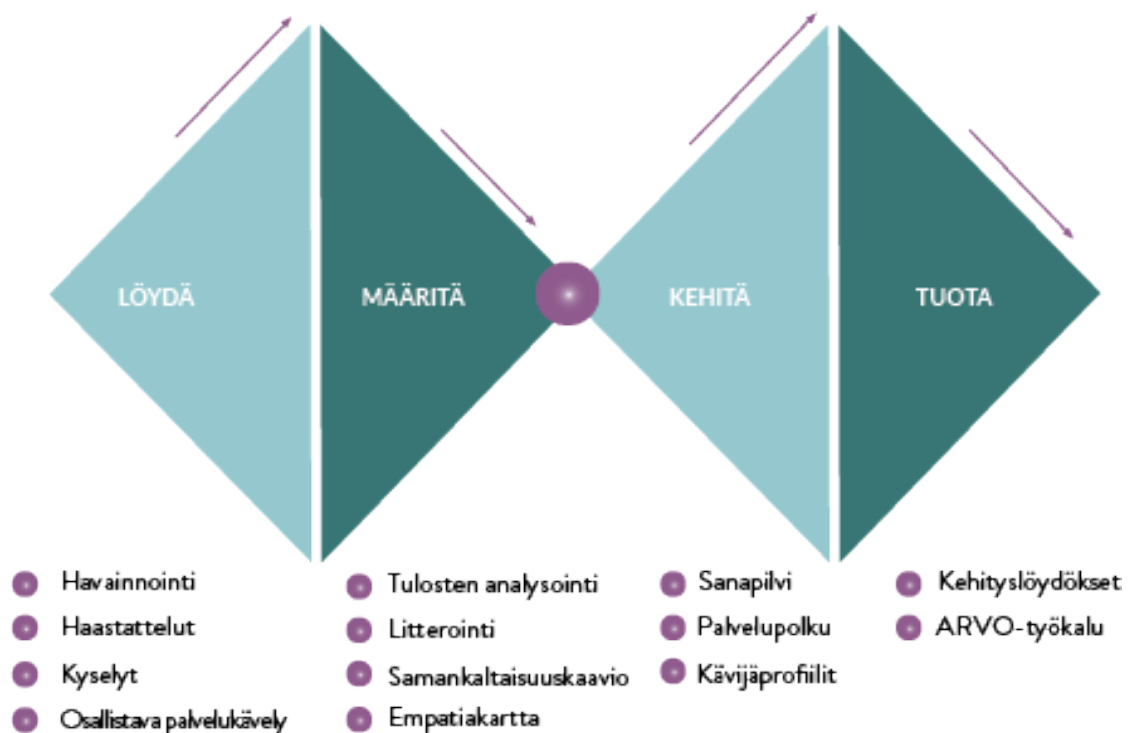 LÖYDÄ
MÄÄRITÄ
KEHITÄ
TUOTA
Havainnointi
Haastattelut
Kyselyt
Osallistava palvelukävely
Tulosten analysointi
Litterointi
Samankaltaisuuskaavio
Empatiakartta
Sanapilvi
Palvelupolku
Kävijäprofiilit
Kehityslöydökset
ARVO-työkalu